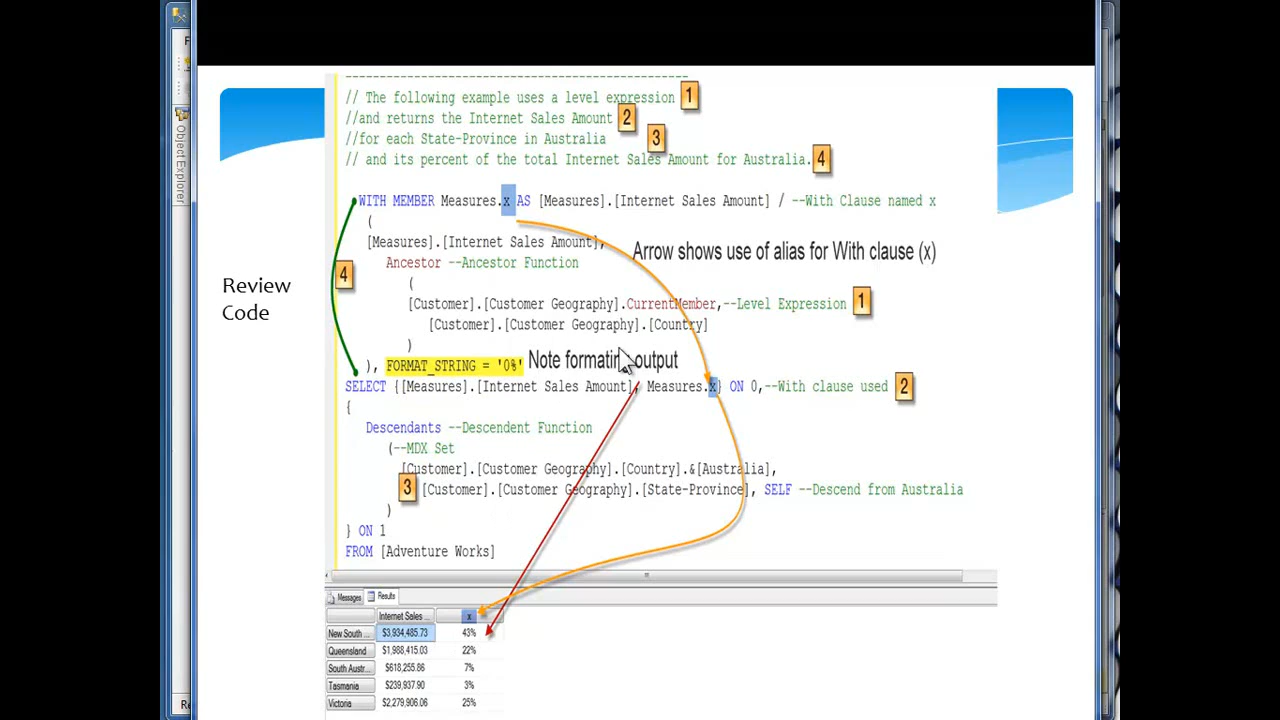 F
Object Explorer
Re
Review
Code
// The following example uses a level expression 1
//and returns the Internet Sales Amount 2
//for each State-Province in Australia 3
// and its percent of the total Internet Sales Amount for Australia. 4
WITH MEMBER Measures.x AS [Measures].[Internet Sales Amount] / --With Clause named x
(
[Measures].[Internet Sales Amount],
Arrow shows use of alias for With clause (x)
Ancestor --Ancestor Function
4
(
[Customer].[Customer Geography].CurrentMember,--Level Expression 1
[Customer].[Customer Geography].[Country]
)
), FORMAT_STRING = '0%' Note formating output
SELECT {[Measures].[Internet Sales Amount], Measures.x} ON 0,--With clause used 2
{
Descendants --Descendent Function
(--MDX Set
[Customer].[Customer Geography].[Country].&[Australia],
3 [Customer].[Customer Geography].[State-Province], SELF --Descend from Australia
)
} ON 1
FROM [Adventure Works]
Messages Results
Internet Sales ... x
New South ... $3,934,485.73 43%
Queensland $1,988,415.03 22%
South Austr... $618,255.86 7%
Tasmania $239,937.90 3%
Victoria $2,279,906.06 25%